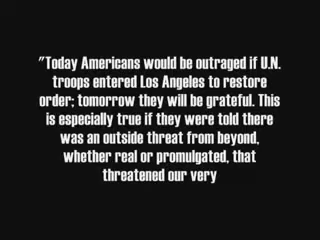 "Today Americans would be outraged if U.N.
troops entered Los Angeles to restore
order; tomorrow they will be grateful. This
is especially true if they were told there
was an outside threat from beyond,
whether real or promulgated, that
threatened our very